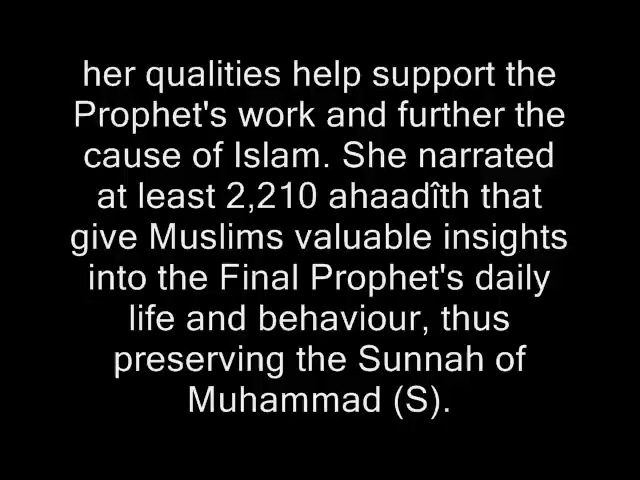 her qualities help support the
Prophet's work and further the
cause of Islam. She narrated
at least 2,210 ahaadîth that
give Muslims valuable insights
into the Final Prophet's daily
life and behaviour, thus
preserving the Sunnah of
Muhammad (S).